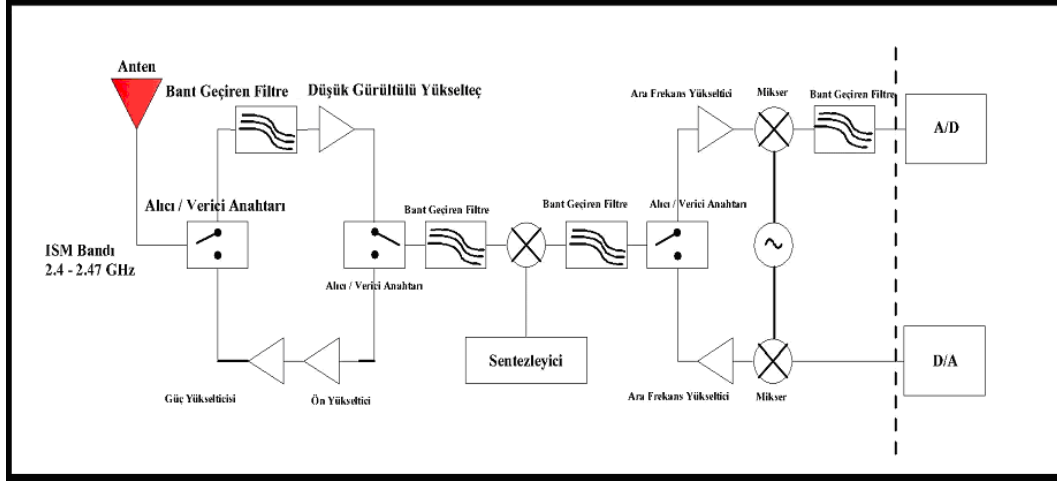 Anten
Bant Geçiren Filtre
Düşük Gürültülü Yükselteç
Ara Frekans Yükseltici
Mikser
Bant Geçiren Filtre
A/D
Alıcı / Verici Anahtarı
Bant Geçiren Filtre
Bant Geçiren Filtre
Alıcı / Verici Anahtarı
ISM Bandı
2.4 - 2.47 GHz
Alıcı / Verici Anahtarı
Sentezleyici
D/A
Güç Yükselticisi
Ön Yükseltici
Ara Frekans Yükseltici
Mikser